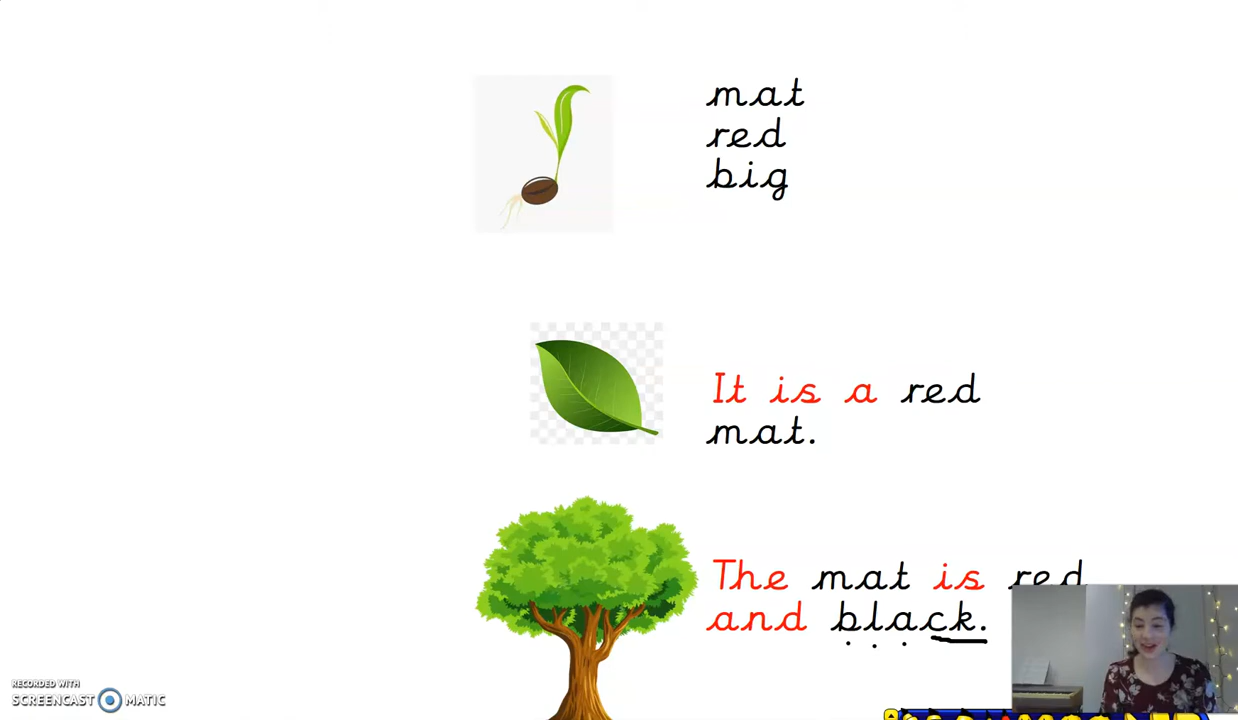 mat
red
big
It is a red
mat.
The mat is red
and black.
RECORDED WITH
SCREENCAST MATIC